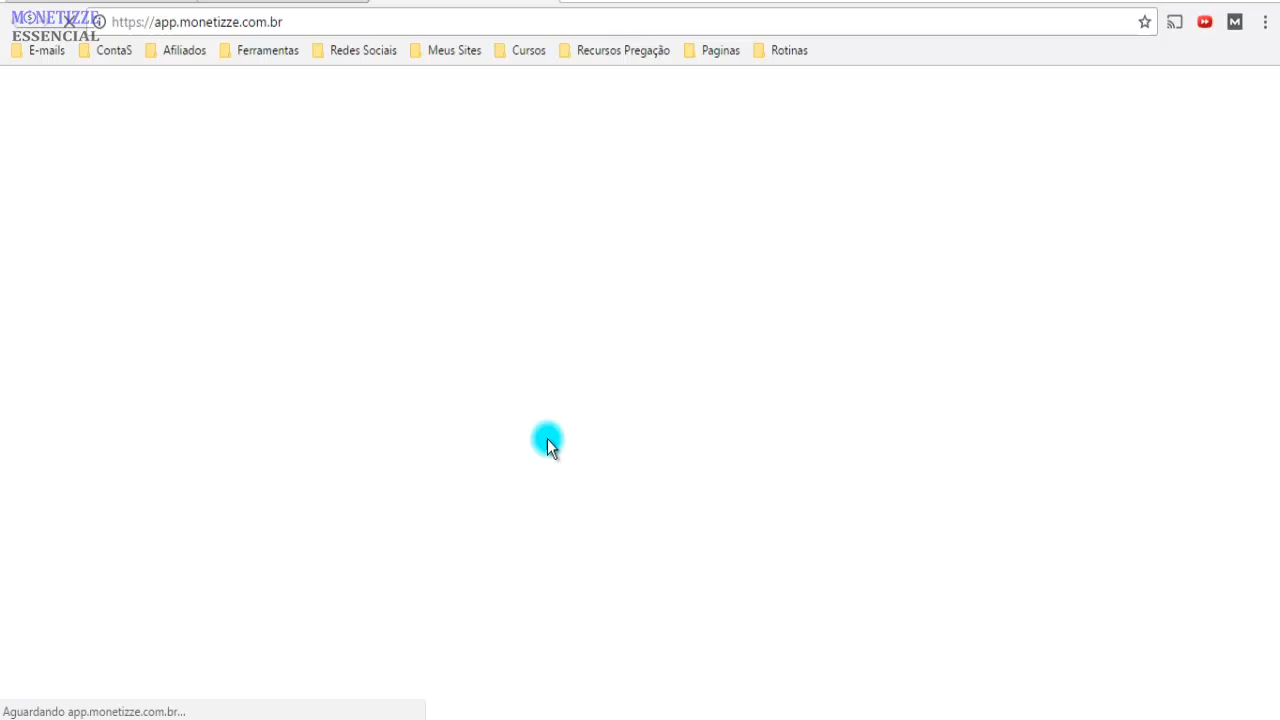 MONETIZZE
ESSENCIAL
https://app.monetizze.com.br
E-mails ContaS Afiliados Ferramentas Redes Sociais Meus Sites Cursos Recursos Pregação Paginas Rotinas
M
Aguardando app.monetizze.com.br...